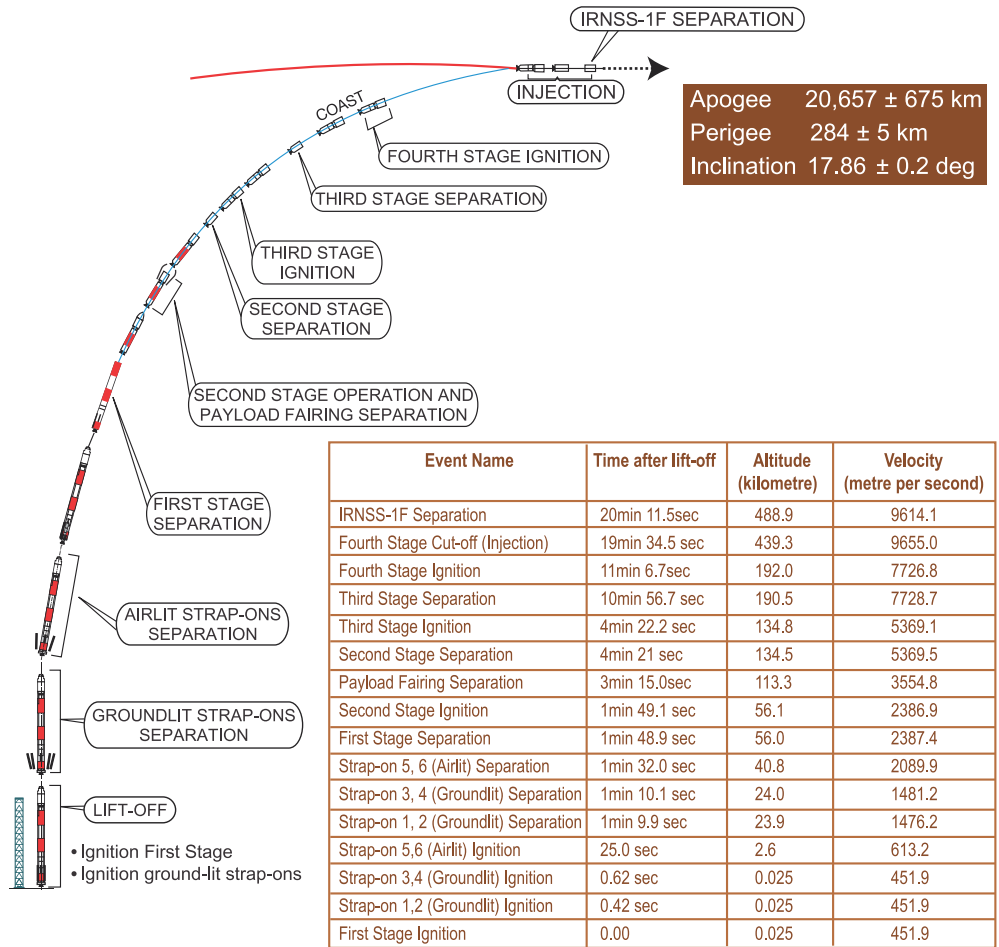 IRNSS-1F SEPARATION
INJECTION
COAST
FOURTH STAGE IGNITION
THIRD STAGE SEPARATION
THIRD STAGE
IGNITION
SECOND STAGE
SEPARATION
SECOND STAGE OPERATION AND
PAYLOAD FAIRING SEPARATION
FIRST STAGE
SEPARATION
AIRLIT STRAP-ONS
SEPARATION
GROUNDLIT STRAP-ONS
SEPARATION
LIFT-OFF
• Ignition First Stage
• Ignition ground-lit strap-ons
Apogee 20,657 ± 675 km
Perigee 284 ± 5 km
Inclination 17.86 ± 0.2 deg
Event Name Time after lift-off Altitude (kilometre) Velocity (metre per second)
IRNSS-1F Separation 20min 11.5sec 488.9 9614.1
Fourth Stage Cut-off (Injection) 19min 34.5 sec 439.3 9655.0
Fourth Stage Ignition 11min 6.7sec 192.0 7726.8
Third Stage Separation 10min 56.7 sec 190.5 7728.7
Third Stage Ignition 4min 22.2 sec 134.8 5369.1
Second Stage Separation 4min 21 sec 134.5 5369.5
Payload Fairing Separation 3min 15.0sec 113.3 3554.8
Second Stage Ignition 1min 49.1 sec 56.1 2386.9
First Stage Separation 1min 48.9 sec 56.0 2387.4
Strap-on 5, 6 (Airlit) Separation 1min 32.0 sec 40.8 2089.9
Strap-on 3, 4 (Groundlit) Separation 1min 10.1 sec 24.0 1481.2
Strap-on 1, 2 (Groundlit) Separation 1min 9.9 sec 23.9 1476.2
Strap-on 5,6 (Airlit) Ignition 25.0 sec 2.6 613.2
Strap-on 3,4 (Groundlit) Ignition 0.62 sec 0.025 451.9
Strap-on 1,2 (Groundlit) Ignition 0.42 sec 0.025 451.9
First Stage Ignition 0.00 0.025 451.9